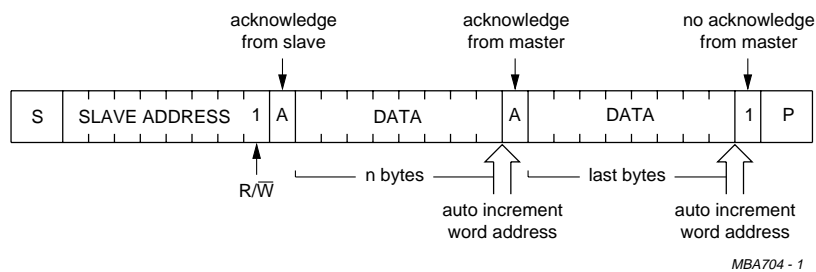 acknowledge
from slave
acknowledge
from master
no acknowledge
from master
S SLAVE ADDRESS 1 A DATA A DATA 1 P
R/W̅
n bytes
last bytes
auto increment
word address
auto increment
word address
MBA704 - 1